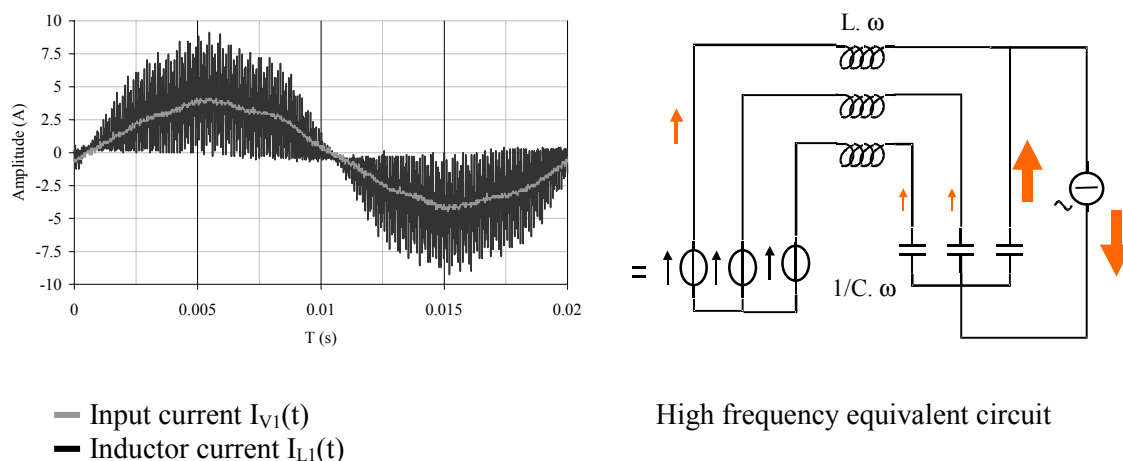 10
7.5
5
2.5
0
-2.5
-5
-7.5
-10
Amplitude (A)
0 0.005 0.01 0.015 0.02
T (s)
Input current IV1(t)
Inductor current IL1(t)
L. ω
=
~
1/C. ω
High frequency equivalent circuit